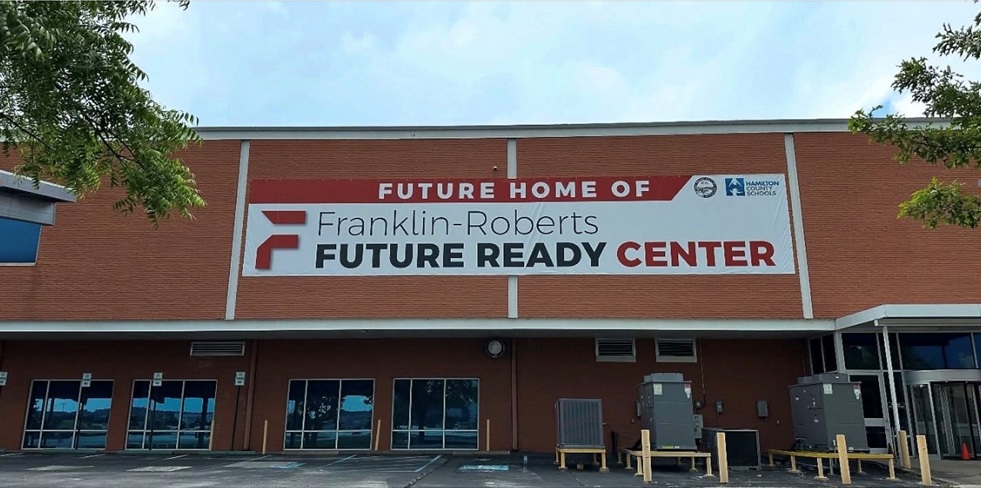 FUTURE HOME OF
HAMILTON
COUNTY
SCHOOLS
Franklin-Roberts
FUTURE READY CENTER